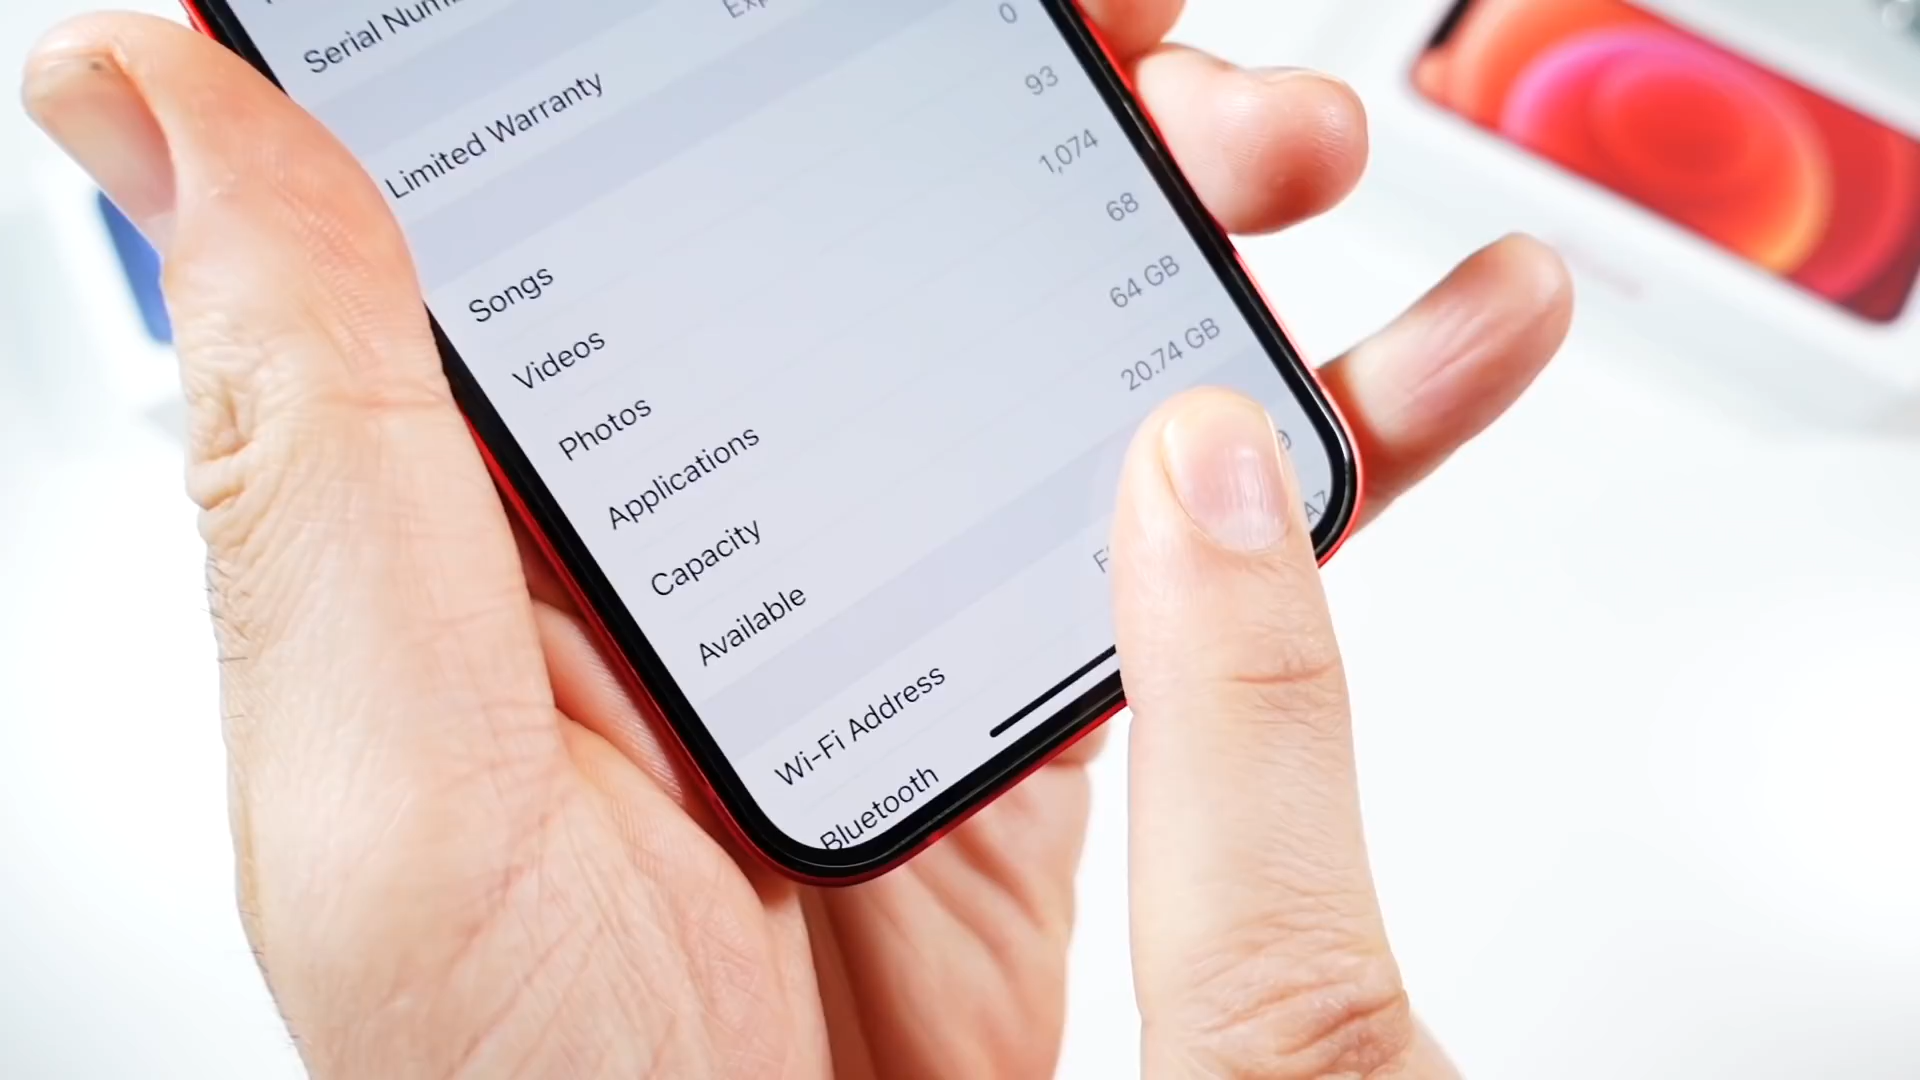 Serial Num
Limited Warranty Exp
Songs 0
Videos 93
Photos 1,074
Applications 68
Capacity 64 GB
Available 20.74 GB
Wi-Fi Address
Bluetooth